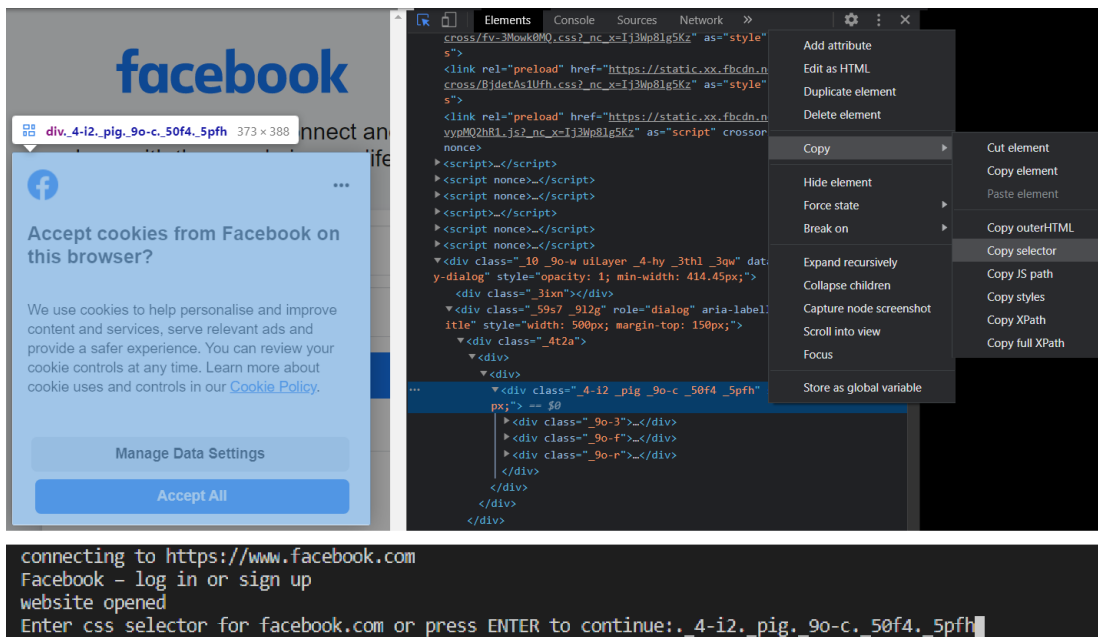 facebook
div._4-i2._pig._9o-c._50f4._5pfh 373 × 388
nnect an
life
Accept cookies from Facebook on
this browser?
We use cookies to help personalise and improve
content and services, serve relevant ads and
provide a safer experience. You can review your
cookie controls at any time. Learn more about
cookie uses and controls in our Cookie Policy.
Manage Data Settings
Accept All
Elements Console Sources Network »
cross/fv-3Mowk0MQ.css?_nc_x=Ij3Wp8lg5Kz" as="style"
s">
<link rel="preload" href="https://static.xx.fbcdn.n
cross/BjdetAs1Ufh.css?_nc_x=Ij3Wp8lg5Kz" as="style"
s">
<link rel="preload" href="https://static.xx.fbcdn.n
vypMQ2hR1.js?_nc_x=Ij3Wp8lg5Kz" as="script" crossor
nonce>
<script>…</script>
<script nonce>…</script>
<script nonce>…</script>
<script>…</script>
<script nonce>…</script>
<script nonce>…</script>
<div class="_10 _9o-w uiLayer _4-hy _3thl _3qw" dat
y-dialog" style="opacity: 1; min-width: 414.45px;">
<div class="_3ixn"></div>
<div class="_59s7 _9l2g" role="dialog" aria-label
itle" style="width: 500px; margin-top: 150px;">
<div class="_4t2a">
<div>
<div>
<div class="_4-i2 _pig _9o-c _50f4 _5pfh"
px;"> == $0
<div class="_9o-3">…</div>
<div class="_9o-f">…</div>
<div class="_9o-r">…</div>
</div>
</div>
</div>
</div>
Add attribute
Edit as HTML
Duplicate element
Delete element
Copy
Hide element
Force state
Break on
Expand recursively
Collapse children
Capture node screenshot
Scroll into view
Focus
Store as global variable
Cut element
Copy element
Paste element
Copy outerHTML
Copy selector
Copy JS path
Copy styles
Copy XPath
Copy full XPath
connecting to https://www.facebook.com
Facebook – log in or sign up
website opened
Enter css selector for facebook.com or press ENTER to continue:._4-i2._pig._9o-c._50f4._5pfh